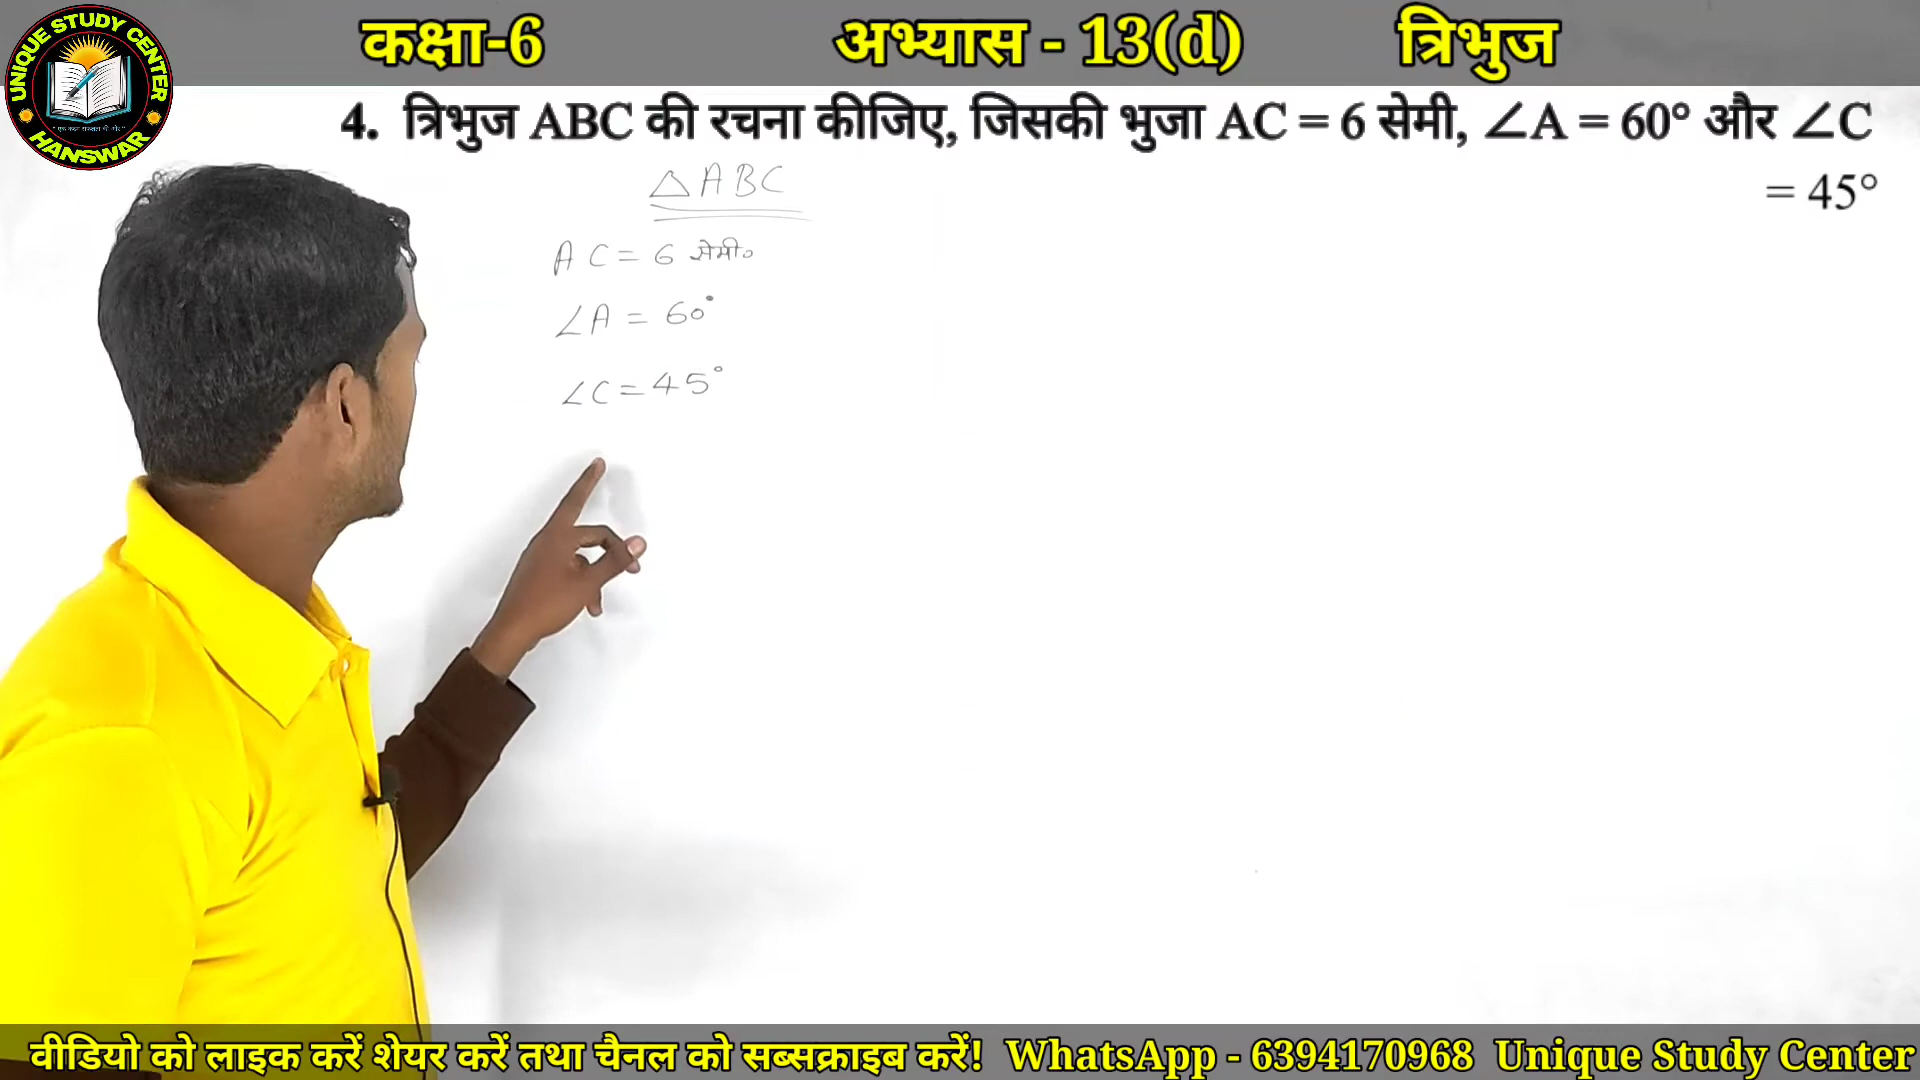 UNIQUE STUDY CENTER
HANSWAR
कक्षा-6 अभ्यास - 13(d) त्रिभुज
4. त्रिभुज ABC की रचना कीजिए, जिसकी भुजा AC = 6 सेमी, ∠A = 60° और ∠C
= 45°
△ABC
AC = 6 सेमी०
∠A = 60°
∠C = 45°
वीडियो को लाइक करें शेयर करें तथा चैनल को सब्सक्राइब करें! WhatsApp - 6394170968 Unique Study Center